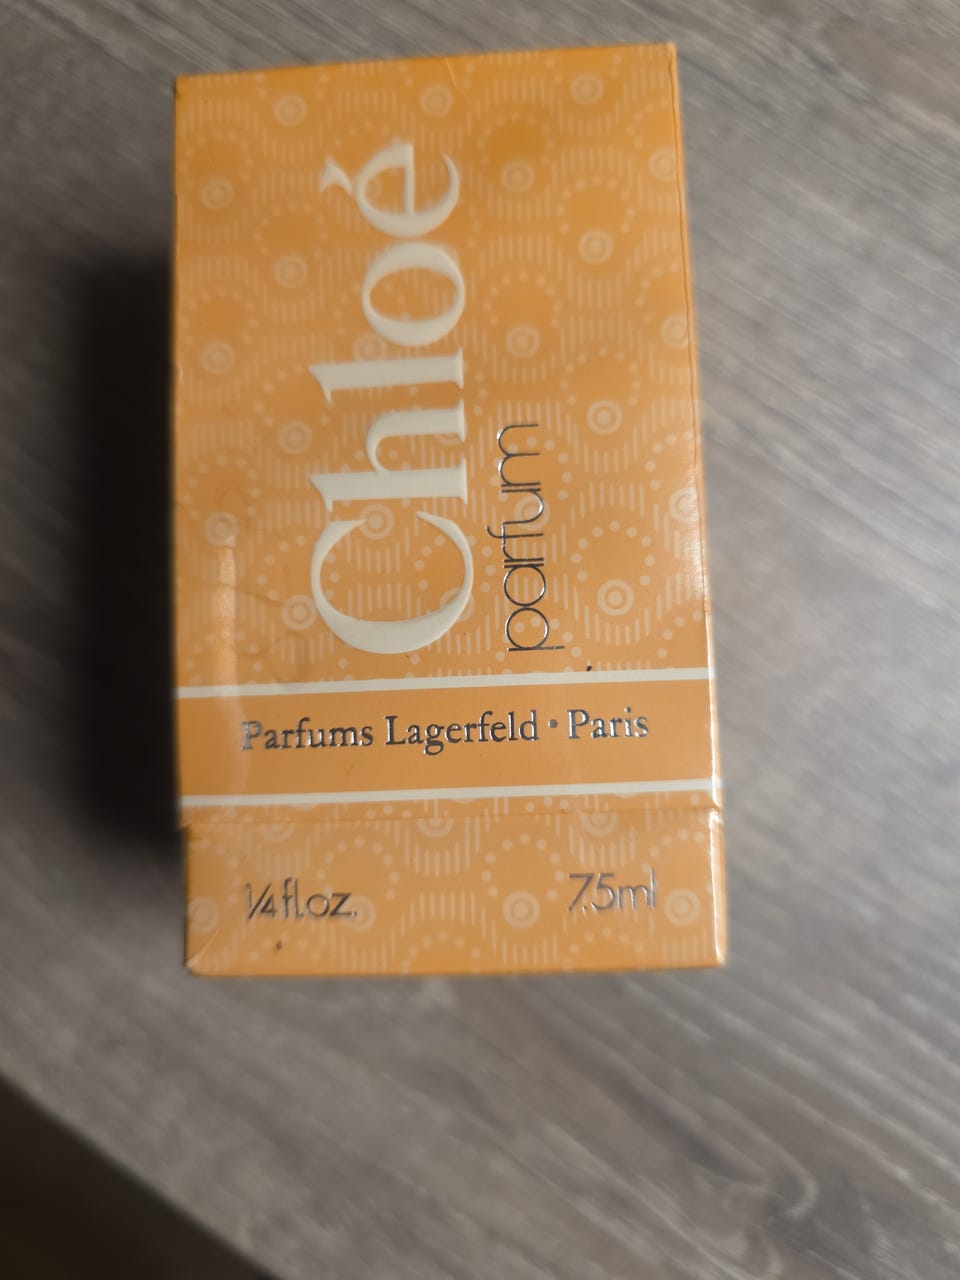 Chloé
parfum
Parfums Lagerfeld • Paris
1/4 fl.oz.
7.5ml